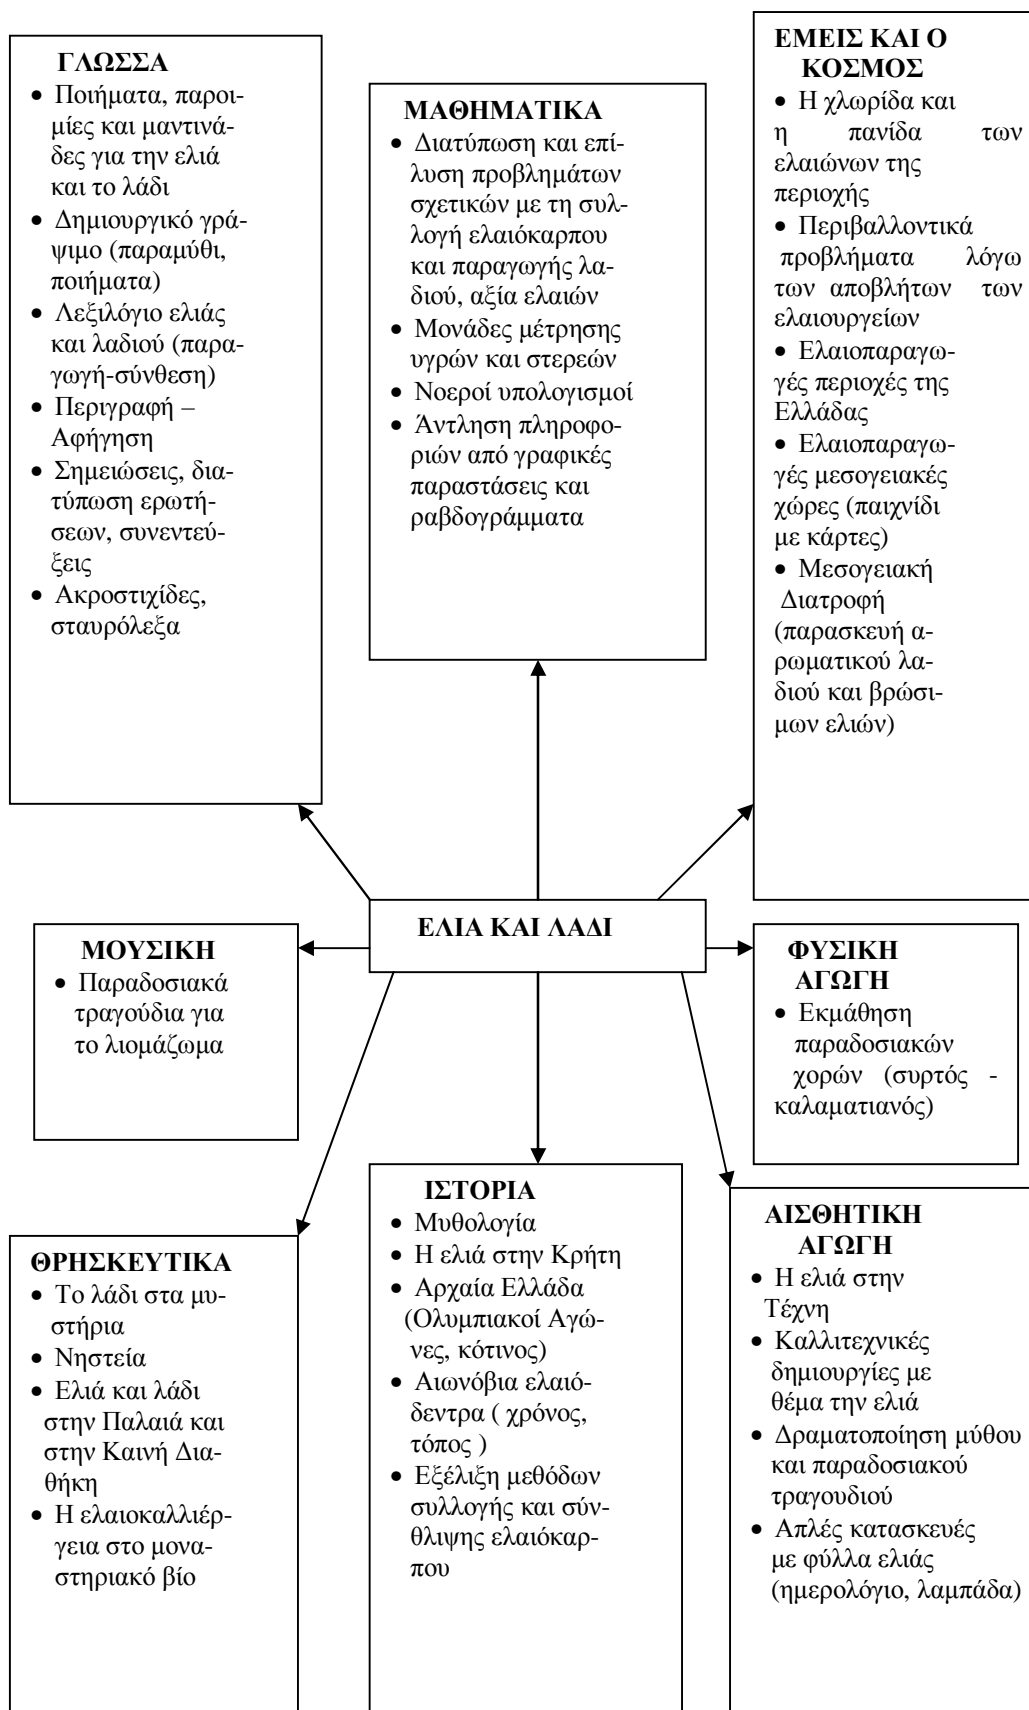 ΓΛΩΣΣΑ
• Ποιήματα, παροι-
μίες και μαντινά-
δες για την ελιά
και το λάδι
• Δημιουργικό γρά-
ψιμο (παραμύθι,
ποιήματα)
• Λεξιλόγιο ελιάς
και λαδιού (παρα-
γωγή-σύνθεση)
• Περιγραφή –
Αφήγηση
• Σημειώσεις, δια-
τύπωση ερωτή-
σεων, συνεντεύ-
ξεις
• Ακροστιχίδες,
σταυρόλεξα
ΜΑΘΗΜΑΤΙΚΑ
• Διατύπωση και επί-
λυση προβλημάτων
σχετικών με τη συλ-
λογή ελαιόκαρπου
και παραγωγής λα-
διού, αξία ελαιών
• Μονάδες μέτρησης
υγρών και στερεών
• Νοεροί υπολογισμοί
• Άντληση πληροφο-
ριών από γραφικές
παραστάσεις και
ραβδογράμματα
ΕΜΕΙΣ ΚΑΙ Ο
ΚΟΣΜΟΣ
• Η χλωρίδα και
η πανίδα των
ελαιώνων της
περιοχής
• Περιβαλλοντικά
προβλήματα λόγω
των αποβλήτων των
ελαιουργείων
• Ελαιοπαραγω-
γές περιοχές της
Ελλάδας
• Ελαιοπαραγω-
γές μεσογειακές
χώρες (παιχνίδι
με κάρτες)
• Μεσογειακή
Διατροφή
(παρασκευή α-
ρωματικού λα-
διού και βρώσι-
μων ελιών)
ΕΛΙΑ ΚΑΙ ΛΑΔΙ
ΜΟΥΣΙΚΗ
• Παραδοσιακά
τραγούδια για
το λιομάζωμα
ΦΥΣΙΚΗ
ΑΓΩΓΗ
• Εκμάθηση
παραδοσιακών
χορών (συρτός -
καλαματιανός)
ΘΡΗΣΚΕΥΤΙΚΑ
• Το λάδι στα μυ-
στήρια
• Νηστεία
• Ελιά και λάδι
στην Παλαιά και
στην Καινή Δια-
θήκη
• Η ελαιοκαλλιέρ-
γεια στο μονα-
στηριακό βίο
ΙΣΤΟΡΙΑ
• Μυθολογία
• Η ελιά στην Κρήτη
• Αρχαία Ελλάδα
(Ολυμπιακοί Αγώ-
νες, κότινος)
• Αιωνόβια ελαιό-
δεντρα ( χρόνος,
τόπος )
• Εξέλιξη μεθόδων
συλλογής και σύν-
θλιψης ελαιόκαρ-
που
ΑΙΣΘΗΤΙΚΗ
ΑΓΩΓΗ
• Η ελιά στην
Τέχνη
• Καλλιτεχνικές
δημιουργίες με
θέμα την ελιά
• Δραματοποίηση μύθου
και παραδοσιακού
τραγουδιού
• Απλές κατασκευές
με φύλλα ελιάς
(ημερολόγιο, λαμπάδα)